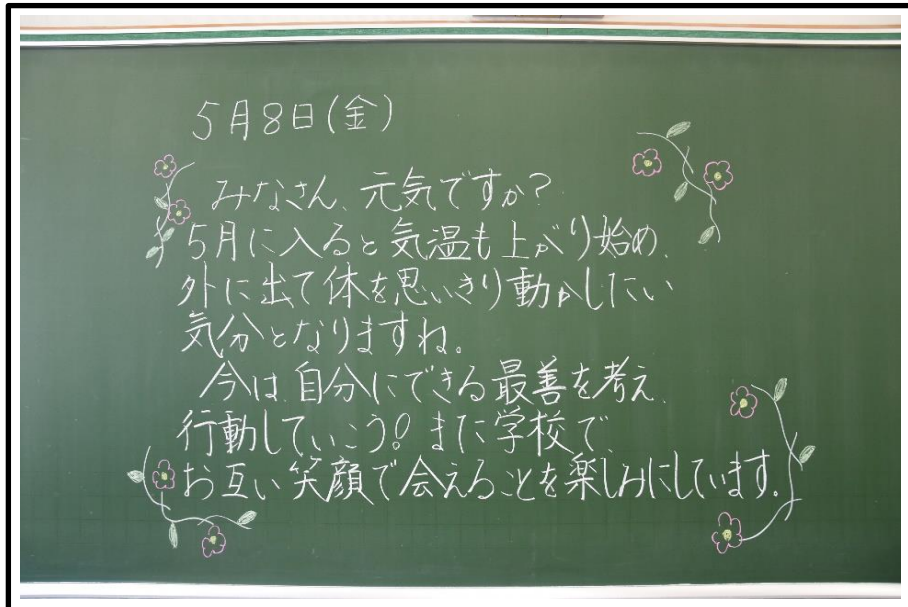 5月8日(金)
みなさん、元気ですか?
5月に入ると気温も上がり始め、
外に出て体を思いきり動かしたい
気分となりますね。
今は、自分にできる最善を考え、
行動していこう!また学校で、
お互い笑顔で会えることを楽しみにしています。